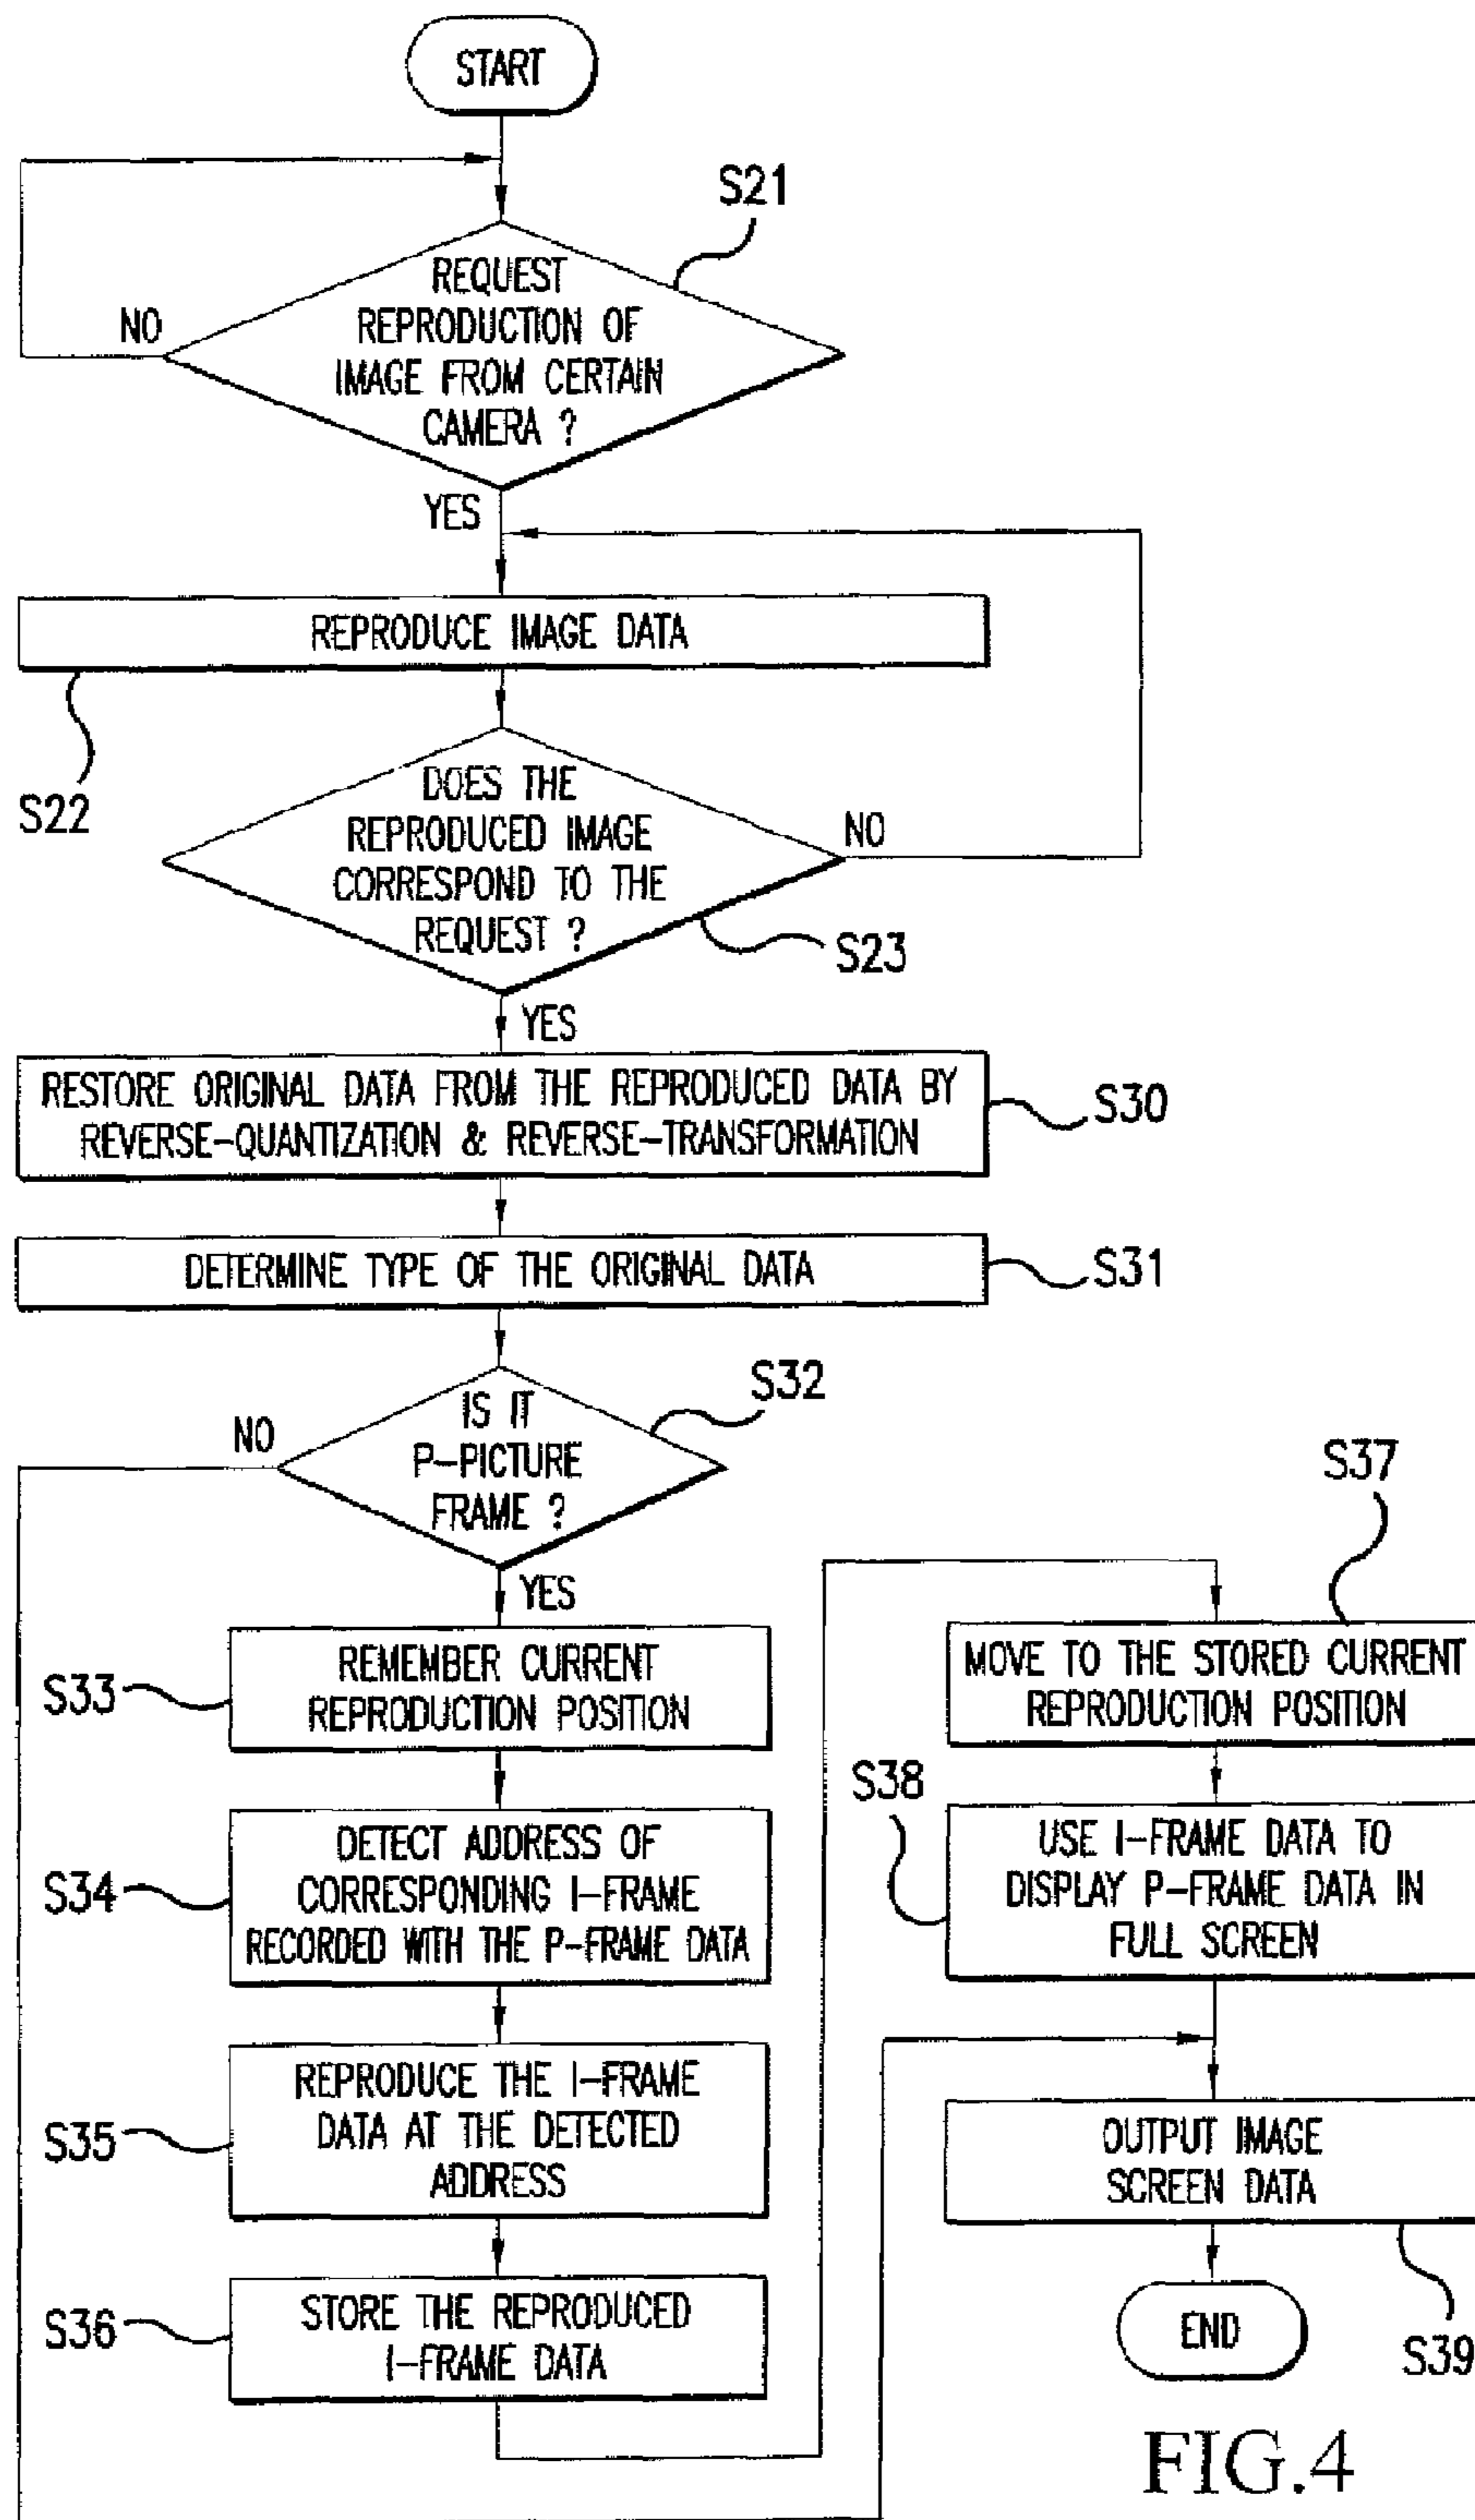 START
S21
REQUEST
REPRODUCTION OF
IMAGE FROM CERTAIN
CAMERA ?
NO
YES
REPRODUCE IMAGE DATA
S22
DOES THE
REPRODUCED IMAGE
CORRESPOND TO THE
REQUEST ?
NO
S23
YES
RESTORE ORIGINAL DATA FROM THE REPRODUCED DATA BY
REVERSE-QUANTIZATION & REVERSE-TRANSFORMATION
S30
DETERMINE TYPE OF THE ORIGINAL DATA
S31
S32
IS IT
P-PICTURE
FRAME ?
NO
YES
S33
REMEMBER CURRENT
REPRODUCTION POSITION
S34
DETECT ADDRESS OF
CORRESPONDING I-FRAME
RECORDED WITH THE P-FRAME DATA
S35
REPRODUCE THE I-FRAME
DATA AT THE DETECTED
ADDRESS
S36
STORE THE REPRODUCED
I-FRAME DATA
S37
MOVE TO THE STORED CURRENT
REPRODUCTION POSITION
S38
USE I-FRAME DATA TO
DISPLAY P-FRAME DATA IN
FULL SCREEN
OUTPUT IMAGE
SCREEN DATA
S39
END
FIG.4